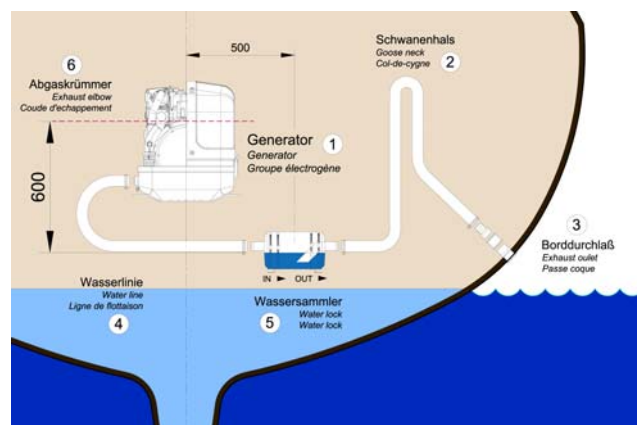 500
6
Abgaskrümmer
Exhaust elbow
Coude d'echappement
Schwanenhals
Goose neck
Col-de-cygne
2
Generator
Generator
Groupe électrogéne
1
600
3
Borddurchlaß
Exhaust oulet
Passe coque
IN
OUT
Wasserlinie
Water line
Ligne de flottaison
4
Wassersammler
Water lock
Water lock
5